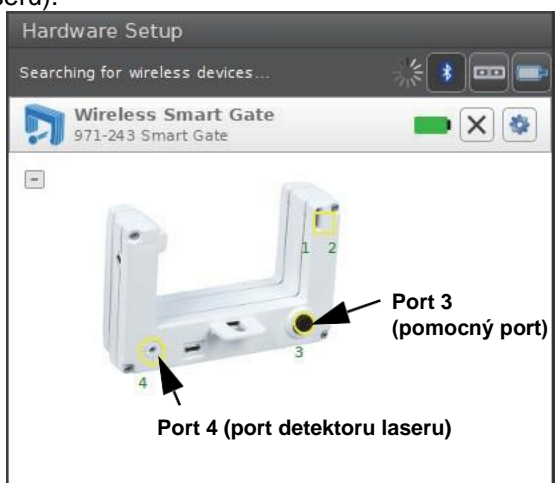 seru).
Hardware Setup
Searching for wireless devices...
Wireless Smart Gate
971-243 Smart Gate
1 2
Port 3
(pomocný port)
3
4
Port 4 (port detektoru laseru)